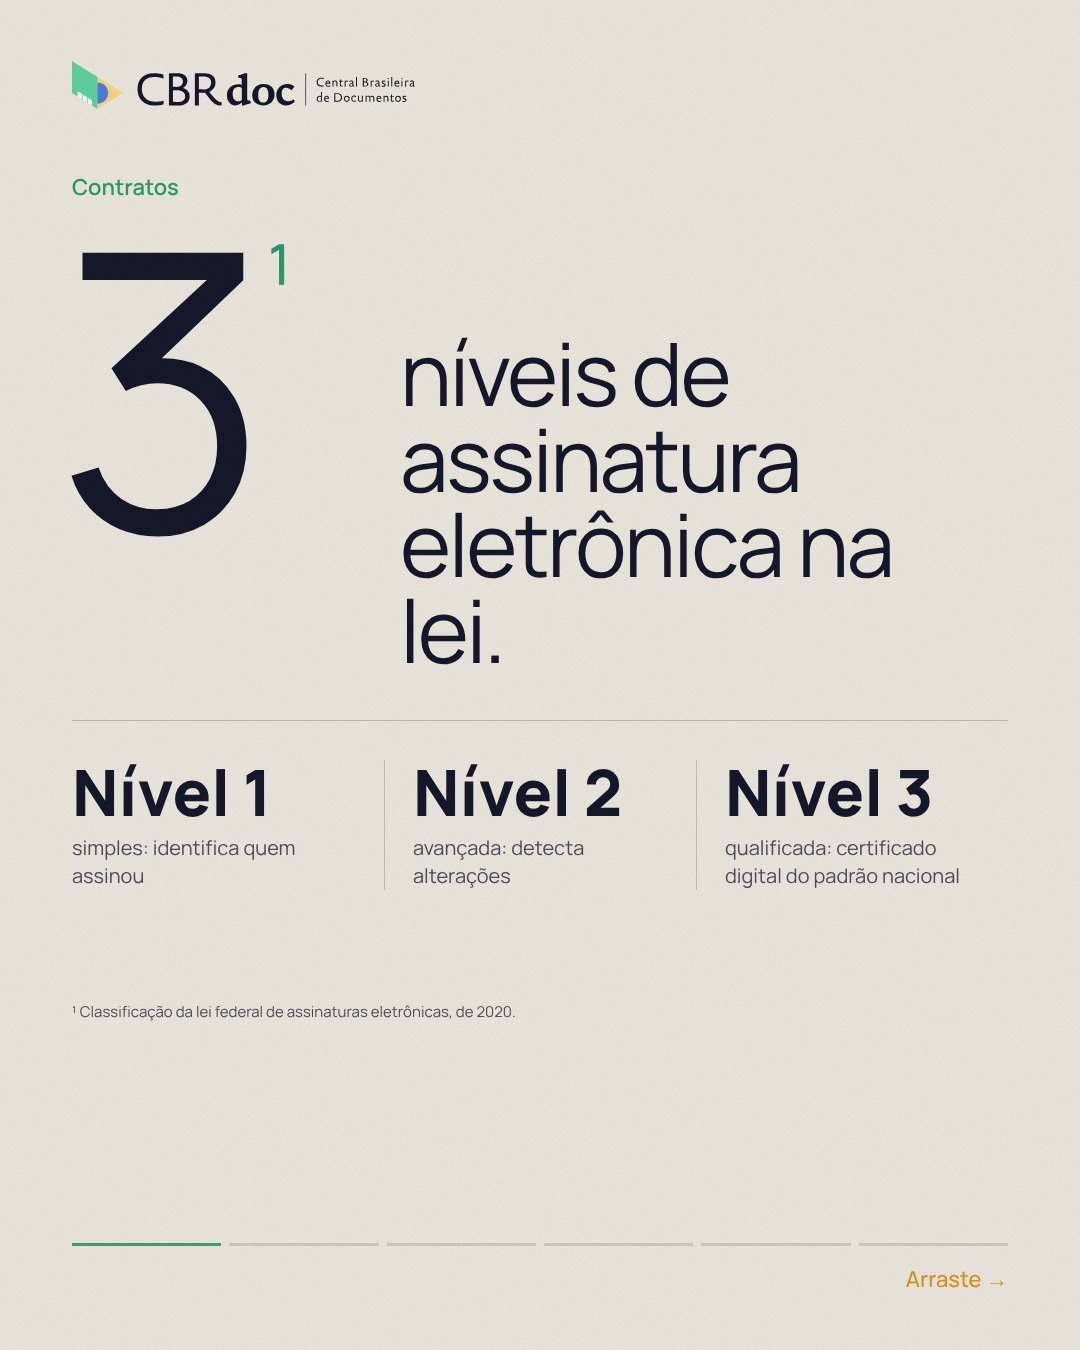 CBRdoc
Central Brasileira
de Documentos
Contratos
3¹
níveis de
assinatura
eletrônica na
lei.
Nível 1
simples: identifica quem
assinou
Nível 2
avançada: detecta
alterações
Nível 3
qualificada: certificado
digital do padrão nacional
¹ Classificação da lei federal de assinaturas eletrônicas, de 2020.
Arraste →